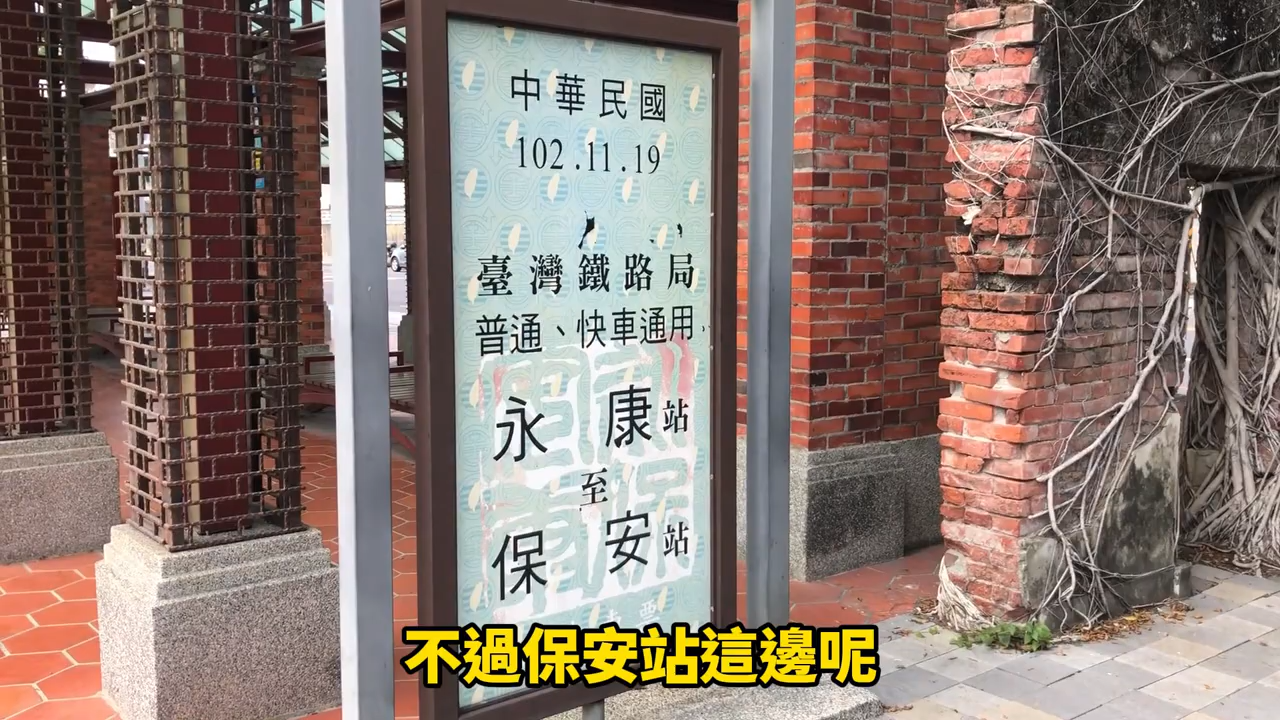 中華民國
102.11.19
臺灣鐵路局
普通、快車通用
永康站
至
保安站
不過保安站這邊呢